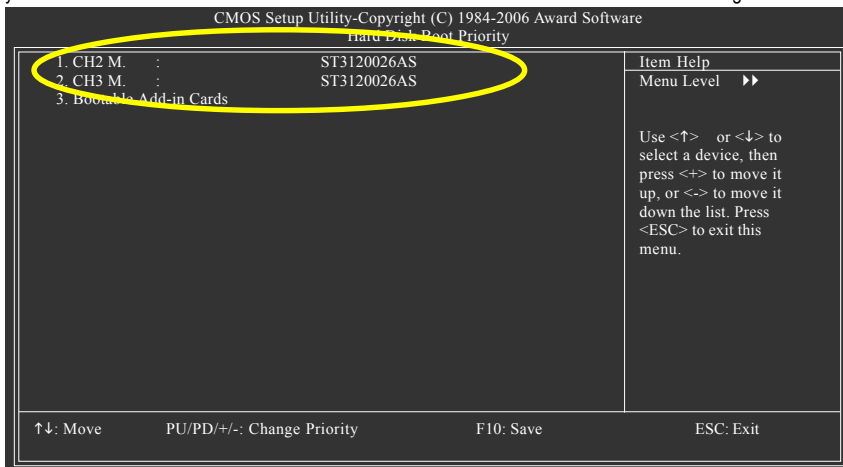 CMOS Setup Utility-Copyright (C) 1984-2006 Award Software
Hard Disk Boot Priority
1. CH2 M. : ST3120026AS
2. CH3 M. : ST3120026AS
3. Bootable Add-in Cards
Item Help
Menu Level ▶▶
Use <↑> or <↓> to
select a device, then
press <+> to move it
up, or <-> to move it
down the list. Press
<ESC> to exit this
menu.
↑↓: Move PU/PD/+/-: Change Priority F10: Save ESC: Exit